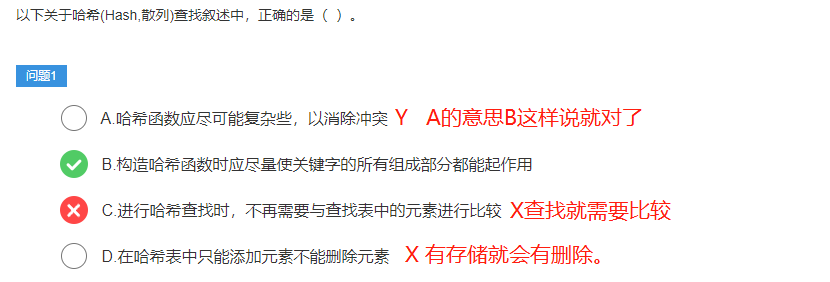 以下关于哈希(Hash,散列)查找叙述中，正确的是（ ）。
问题1
A.哈希函数应尽可能复杂些，以消除冲突 Y A的意思B这样说就对了
B.构造哈希函数时应尽量使关键字的所有组成部分都能起作用
C.进行哈希查找时，不再需要与查找表中的元素进行比较 X查找就需要比较
D.在哈希表中只能添加元素不能删除元素 X 有存储就会有删除。